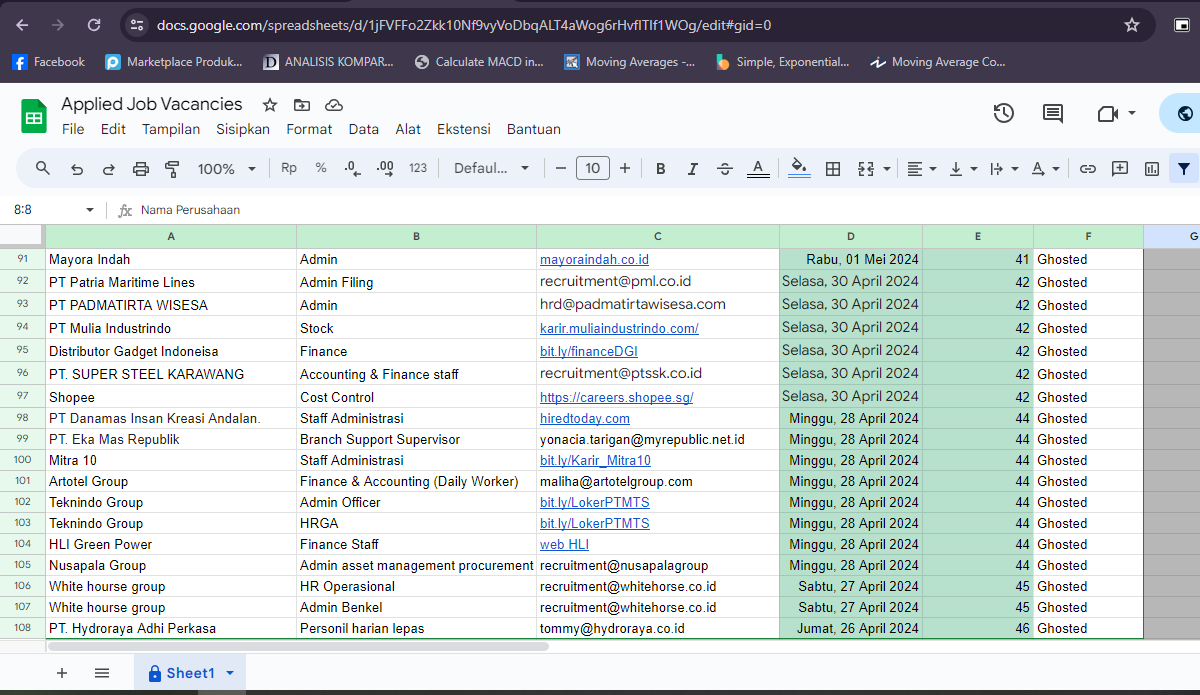 docs.google.com/spreadsheets/d/1jFVFFo2Zkk10Nf9vyVoDbqALT4aWog6rHvfITIf1WOg/edit#gid=0
Facebook Marketplace Produk... ANALISIS KOMPAR... Calculate MACD in... Moving Averages -... Simple, Exponential... Moving Average Co...
Applied Job Vacancies
File Edit Tampilan Sisipkan Format Data Alat Ekstensi Bantuan
100% Rp % .0 .00 123 Defaul... 10 B I A A
8:8 fx Nama Perusahaan
A B C D E F G
91 Mayora Indah Admin mayoraindah.co.id Rabu, 01 Mei 2024 41 Ghosted
92 PT Patria Maritime Lines Admin Filing recruitment@pml.co.id Selasa, 30 April 2024 42 Ghosted
93 PT PADMATIRTA WISESA Admin hrd@padmatirtawisesa.com Selasa, 30 April 2024 42 Ghosted
94 PT Mulia Industrindo Stock karir.muliaindustrindo.com/ Selasa, 30 April 2024 42 Ghosted
95 Distributor Gadget Indoneisa Finance bit.ly/financeDGI Selasa, 30 April 2024 42 Ghosted
96 PT. SUPER STEEL KARAWANG Accounting & Finance staff recruitment@ptssk.co.id Selasa, 30 April 2024 42 Ghosted
97 Shopee Cost Control https://careers.shopee.sg/ Selasa, 30 April 2024 42 Ghosted
98 PT Danamas Insan Kreasi Andalan. Staff Administrasi hiredtoday.com Minggu, 28 April 2024 44 Ghosted
99 PT. Eka Mas Republik Branch Support Supervisor yonacia.tarigan@myrepublic.net.id Minggu, 28 April 2024 44 Ghosted
100 Mitra 10 Staff Administrasi bit.ly/Karir_Mitra10 Minggu, 28 April 2024 44 Ghosted
101 Artotel Group Finance & Accounting (Daily Worker) maliha@artotelgroup.com Minggu, 28 April 2024 44 Ghosted
102 Teknindo Group Admin Officer bit.ly/LokerPTMTS Minggu, 28 April 2024 44 Ghosted
103 Teknindo Group HRGA bit.ly/LokerPTMTS Minggu, 28 April 2024 44 Ghosted
104 HLI Green Power Finance Staff web HLI Minggu, 28 April 2024 44 Ghosted
105 Nusapala Group Admin asset management procurement recruitment@nusapalagroup Minggu, 28 April 2024 44 Ghosted
106 White hourse group HR Operasional recruitment@whitehorse.co.id Sabtu, 27 April 2024 45 Ghosted
107 White hourse group Admin Benkel recruitment@whitehorse.co.id Sabtu, 27 April 2024 45 Ghosted
108 PT. Hydroraya Adhi Perkasa Personil harian lepas tommy@hydroraya.co.id Jumat, 26 April 2024 46 Ghosted
Sheet1